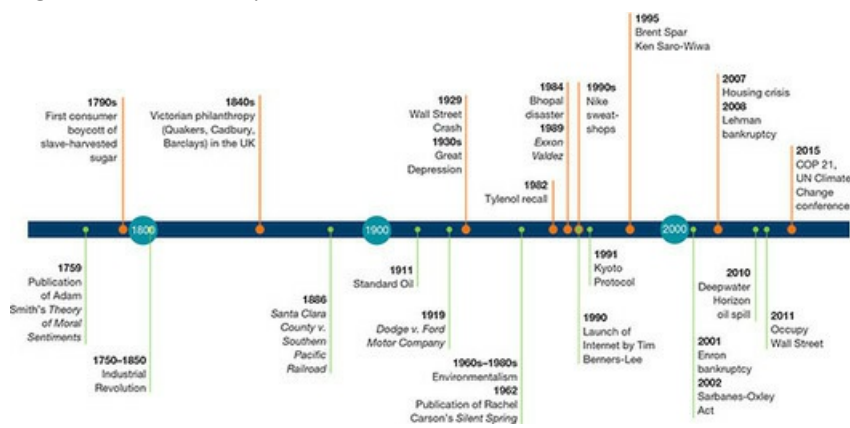 1995
Brent Spar
Ken Saro-Wiwa
1790s
First consumer
boycott of
slave-harvested
sugar
1840s
Victorian philanthropy
(Quakers, Cadbury,
Barclays) in the UK
1929
Wall Street
Crash
1930s
Great
Depression
1984
Bhopal
disaster
1989
Exxon
Valdez
1990s
Nike
sweat-
shops
1982
Tylenol recall
2007
Housing crisis
2008
Lehman
bankruptcy
2015
COP 21,
UN Climate
Change
conference
1800
1900
2000
1759
Publication
of Adam
Smith's Theory
of Moral
Sentiments
1750–1850
Industrial
Revolution
1886
Santa Clara
County v.
Southern
Pacific
Railroad
1911
Standard Oil
1919
Dodge v. Ford
Motor Company
1960s–1980s
Environmentalism
1962
Publication of Rachel
Carson's Silent Spring
1991
Kyoto
Protocol
1990
Launch of
Internet by Tim
Berners-Lee
2001
Enron
bankruptcy
2002
Sarbanes-Oxley
Act
2010
Deepwater
Horizon
oil spill
2011
Occupy
Wall Street